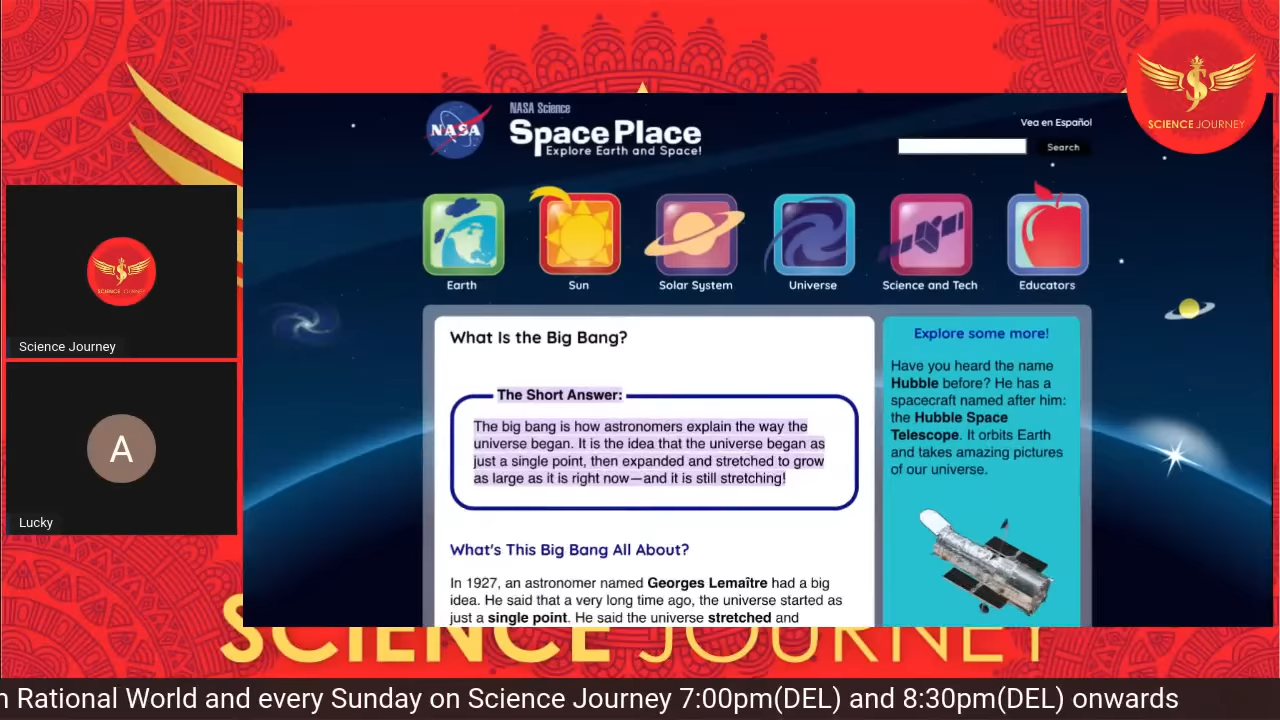 NASA
NASA Science
Space Place
Explore Earth and Space!
Vea en Español
Search
SCIENCE JOURNEY
Earth
Sun
Solar System
Universe
Science and Tech
Educators
SCIENCE JOURNEY
Science Journey
A
Lucky
What Is the Big Bang?
The Short Answer:
The big bang is how astronomers explain the way the
universe began. It is the idea that the universe began as
just a single point, then expanded and stretched to grow
as large as it is right now—and it is still stretching!
What's This Big Bang All About?
In 1927, an astronomer named Georges Lemaître had a big
idea. He said that a very long time ago, the universe started as
just a single point. He said the universe stretched and
Explore some more!
Have you heard the name
Hubble before? He has a
spacecraft named after him:
the Hubble Space
Telescope. It orbits Earth
and takes amazing pictures
of our universe.
SCIENCE JOURNEY
n Rational World and every Sunday on Science Journey 7:00pm(DEL) and 8:30pm(DEL) onwards